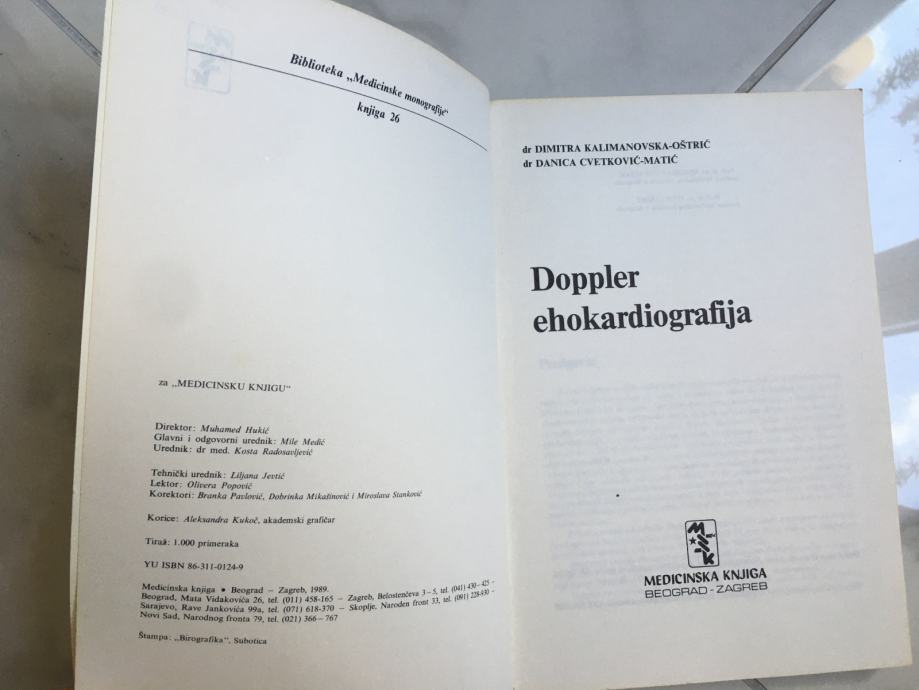 Biblioteka „Medicinske monografije“
knjiga 26
za „MEDICINSKU KNJIGU“
Direktor: Muhamed Hukić
Glavni i odgovorni urednik: Mile Medić
Urednik: dr med. Kosta Radosavljević
Tehnički urednik: Liljana Jevtić
Lektor: Olivera Popović
Korektori: Branka Pavlović, Dobrinka Mikašinović i Miroslava Stanković
Korice: Aleksandra Kukoč, akademski grafičar
Tiraž: 1.000 primeraka
YU ISBN 86-311-0124-9
Medicinska knjiga • Beograd – Zagreb, 1989.
Beograd, Mata Vidakovića 26, tel. (011) 458-165 – Zagreb, Belostenčeva 3–5, tel. (041) 430-425 –
Sarajevo, Rave Jankovića 99a, tel. (071) 618-370 – Skoplje, Naroden front 33, tel. (091) 228-930 –
Novi Sad, Narodnog fronta 79, tel. (021) 366–767
Štampa: „Birografika“, Subotica
dr DIMITRA KALIMANOVSKA-OŠTRIĆ
dr DANICA CVETKOVIĆ-MATIĆ
Doppler
ehokardiografija
MEDICINSKA KNJIGA
BEOGRAD - ZAGREB